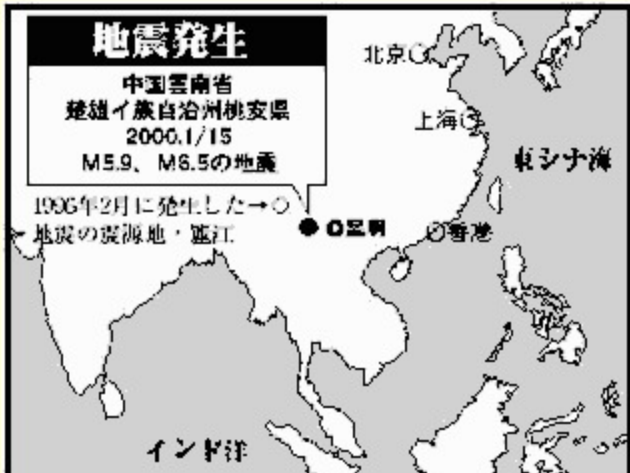 地震発生
中国雲南省
楚雄イ族自治州桃安県
2000.1/15
M5.9、M6.5の地震
北京
上海
東シナ海
1996年2月に発生した→○
地震の震源地・麗江
昆明
香港
インド洋